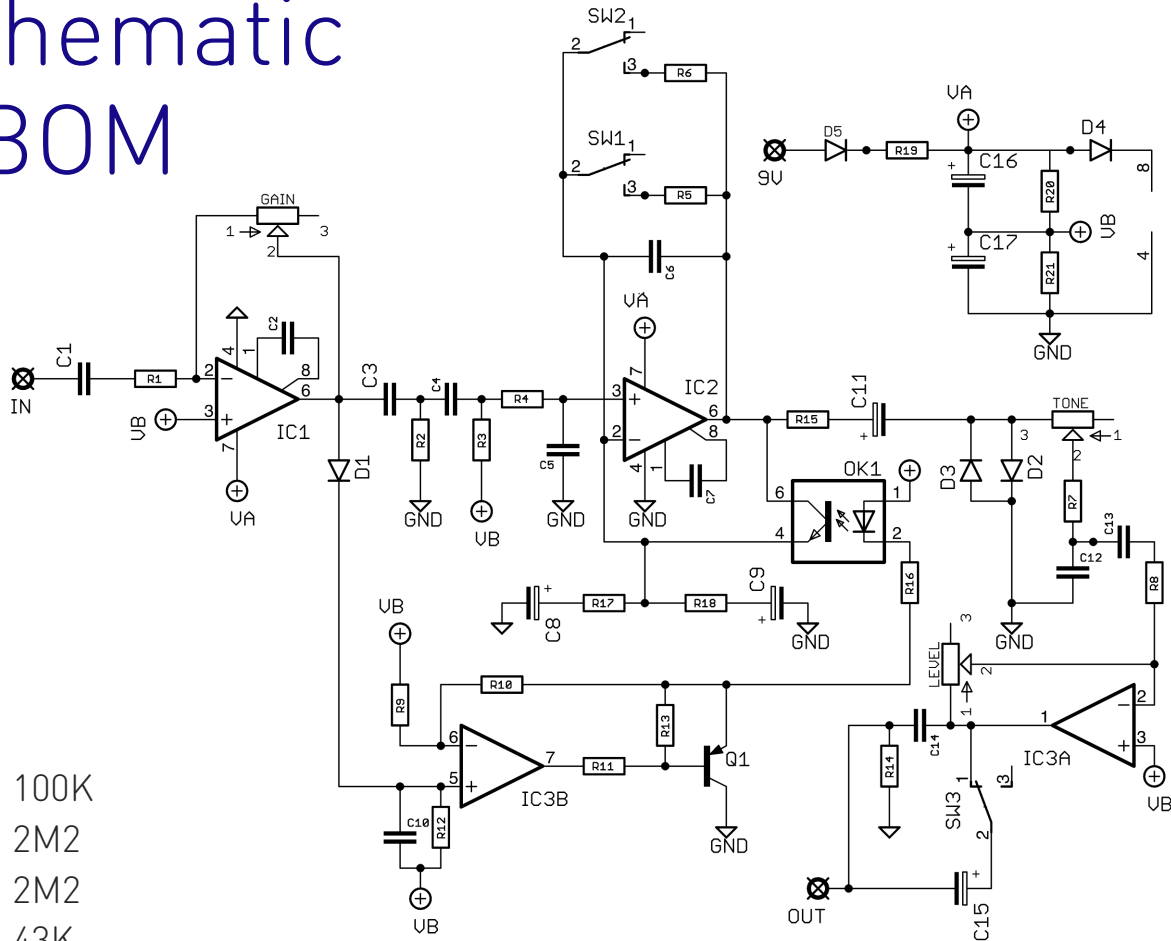 hematic
BOM
SW2
1
2
3
R6
SW1
1
2
3
R5
C6
VA
9V
D5
R19
VA
C16
+
R20
D4
8
C17
+
VB
R21
4
GND
GAIN
1
3
2
C1
IN
R1
4
1
C2
2
8
6
3
VB
7
IC1
VA
D1
C3
C4
R2
R3
GND
VB
R4
C5
GND
VA
7
IC2
3
6
8
2
4
1
C7
GND
R15
C11
+
TONE
3
1
2
D3
D2
R7
C13
C12
R8
GND
OK1
6
1
4
2
R16
C8
+
R17
R18
C9
+
GND
VB
R9
R10
6
5
7
IC3B
R11
R13
Q1
GND
C10
R12
VB
LEVEL
3
2
1
C14
R14
1
2
3
IC3A
VB
SW3
1
3
2
OUT
C15
+
100K
2M2
2M2
43K